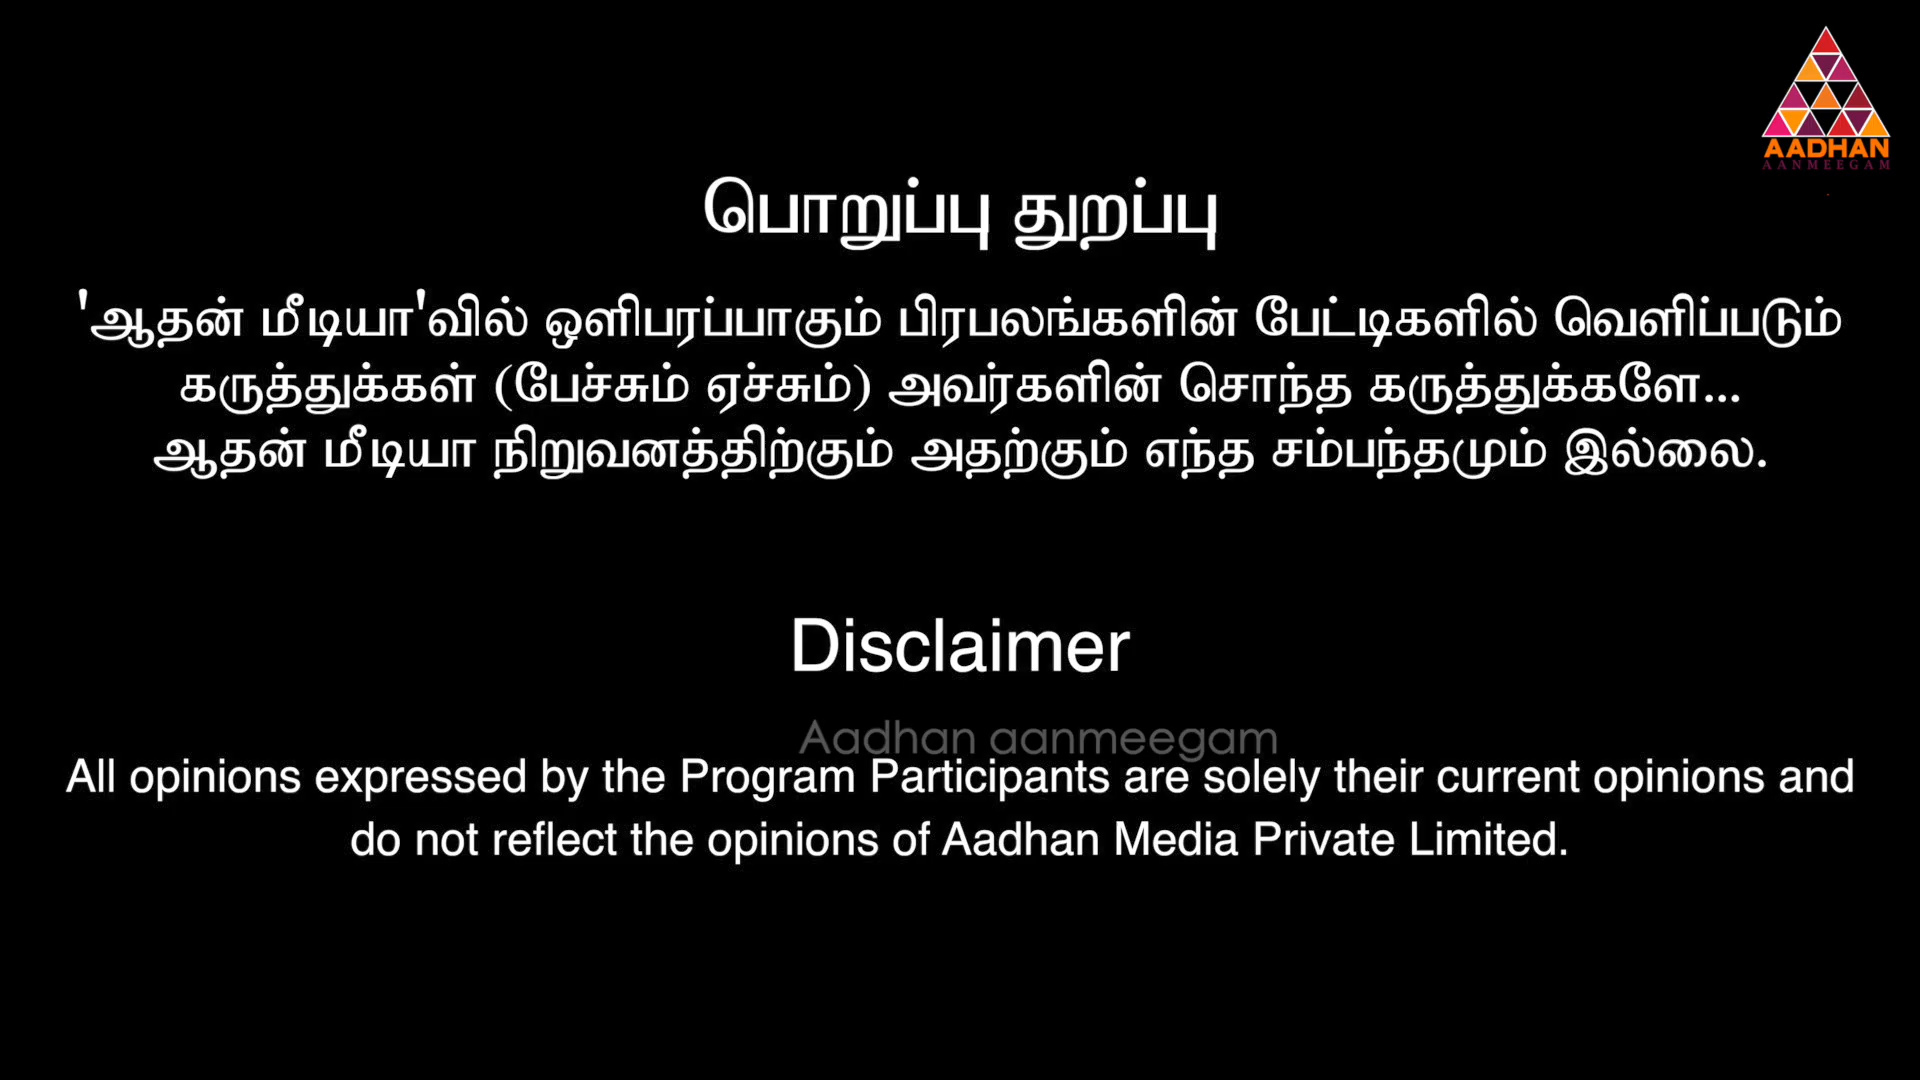 AADHAN
AANMEEGAM
பொறுப்பு துறப்பு
'ஆதன் மீடியா'வில் ஒளிபரப்பாகும் பிரபலங்களின் பேட்டிகளில் வெளிப்படும்
கருத்துக்கள் (பேச்சும் ஏச்சும்) அவர்களின் சொந்த கருத்துக்களே...
ஆதன் மீடியா நிறுவனத்திற்கும் அதற்கும் எந்த சம்பந்தமும் இல்லை.
Disclaimer
Aadhan aanmeegam
All opinions expressed by the Program Participants are solely their current opinions and
do not reflect the opinions of Aadhan Media Private Limited.